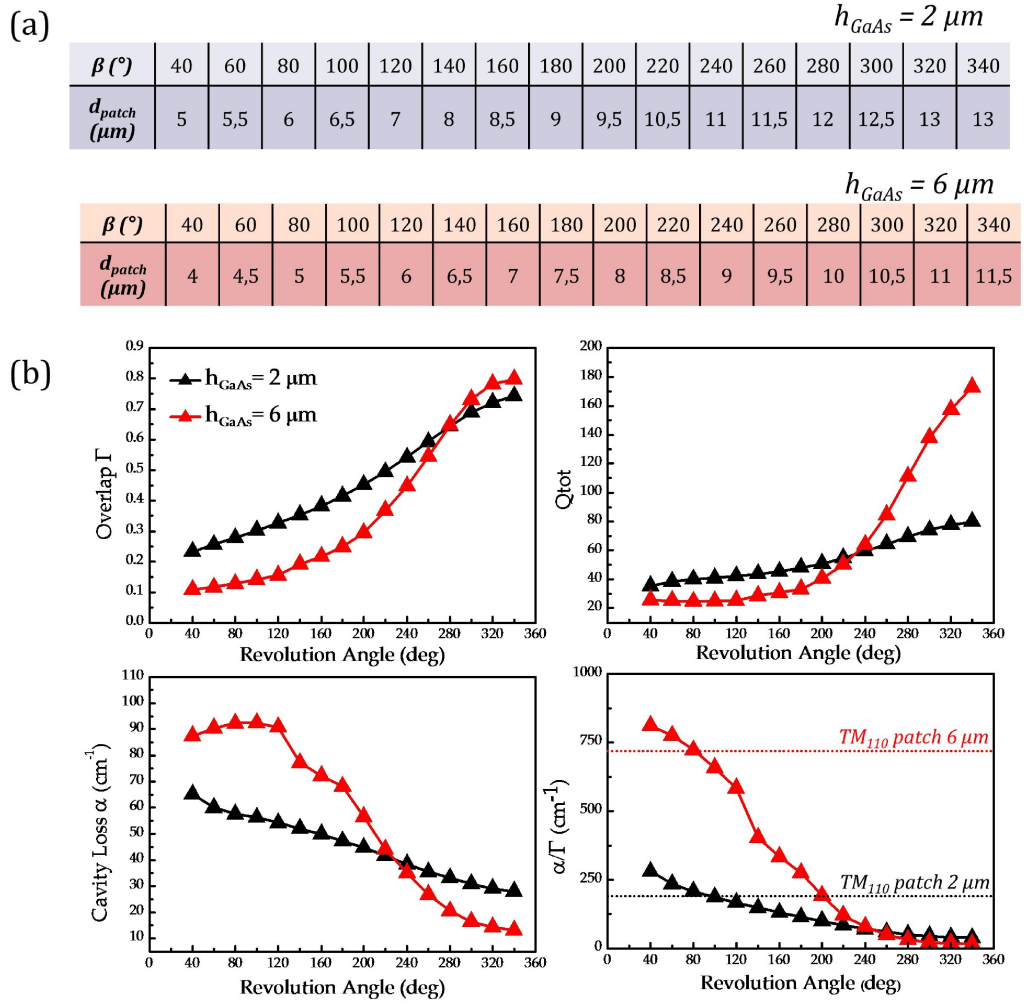 (a)
h_GaAs = 2 μm
β (°) 40 60 80 100 120 140 160 180 200 220 240 260 280 300 320 340
d_patch (μm) 5 5,5 6 6,5 7 8 8,5 9 9,5 10,5 11 11,5 12 12,5 13 13
h_GaAs = 6 μm
β (°) 40 60 80 100 120 140 160 180 200 220 240 260 280 300 320 340
d_patch (μm) 4 4,5 5 5,5 6 6,5 7 7,5 8 8,5 9 9,5 10 10,5 11 11,5
(b)
0.9
0.8
0.7
0.6
0.5
0.4
0.3
0.2
0.1
0.0
Overlap Γ
h_GaAs= 2 μm
h_GaAs= 6 μm
0 40 80 120 160 200 240 280 320 360
Revolution Angle (deg)
200
180
160
140
120
100
80
60
40
20
Qtot
0 40 80 120 160 200 240 280 320 360
Revolution Angle (deg)
110
100
90
80
70
60
50
40
30
20
10
Cavity Loss α (cm⁻¹)
0 40 80 120 160 200 240 280 320 360
Revolution Angle (deg)
1000
750
500
250
0
α/Γ (cm⁻¹)
TM₁₁₀ patch 6 μm
TM₁₁₀ patch 2 μm
0 40 80 120 160 200 240 280 320 360
Revolution Angle (deg)